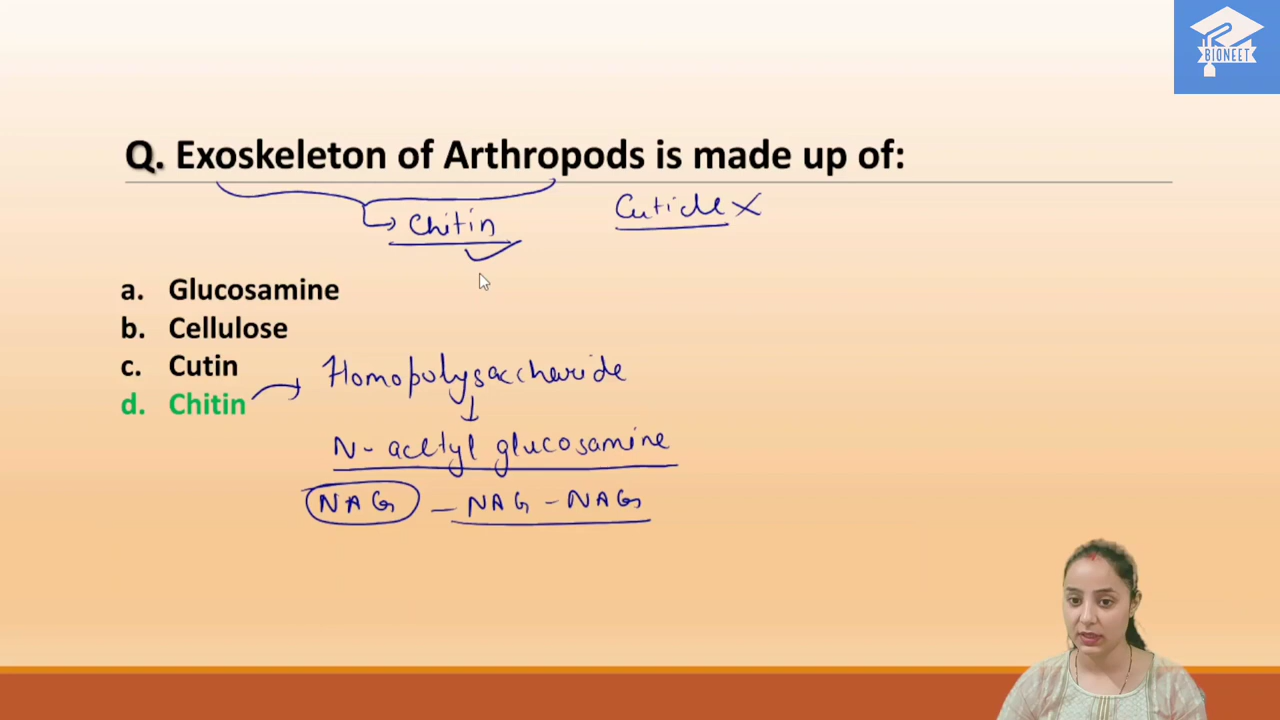 BIONEET
Q. Exoskeleton of Arthropods is made up of:
Chitin
Cuticle X
a. Glucosamine
b. Cellulose
c. Cutin
d. Chitin
Homopolysaccharide
N-acetyl glucosamine
NAG - NAG - NAG